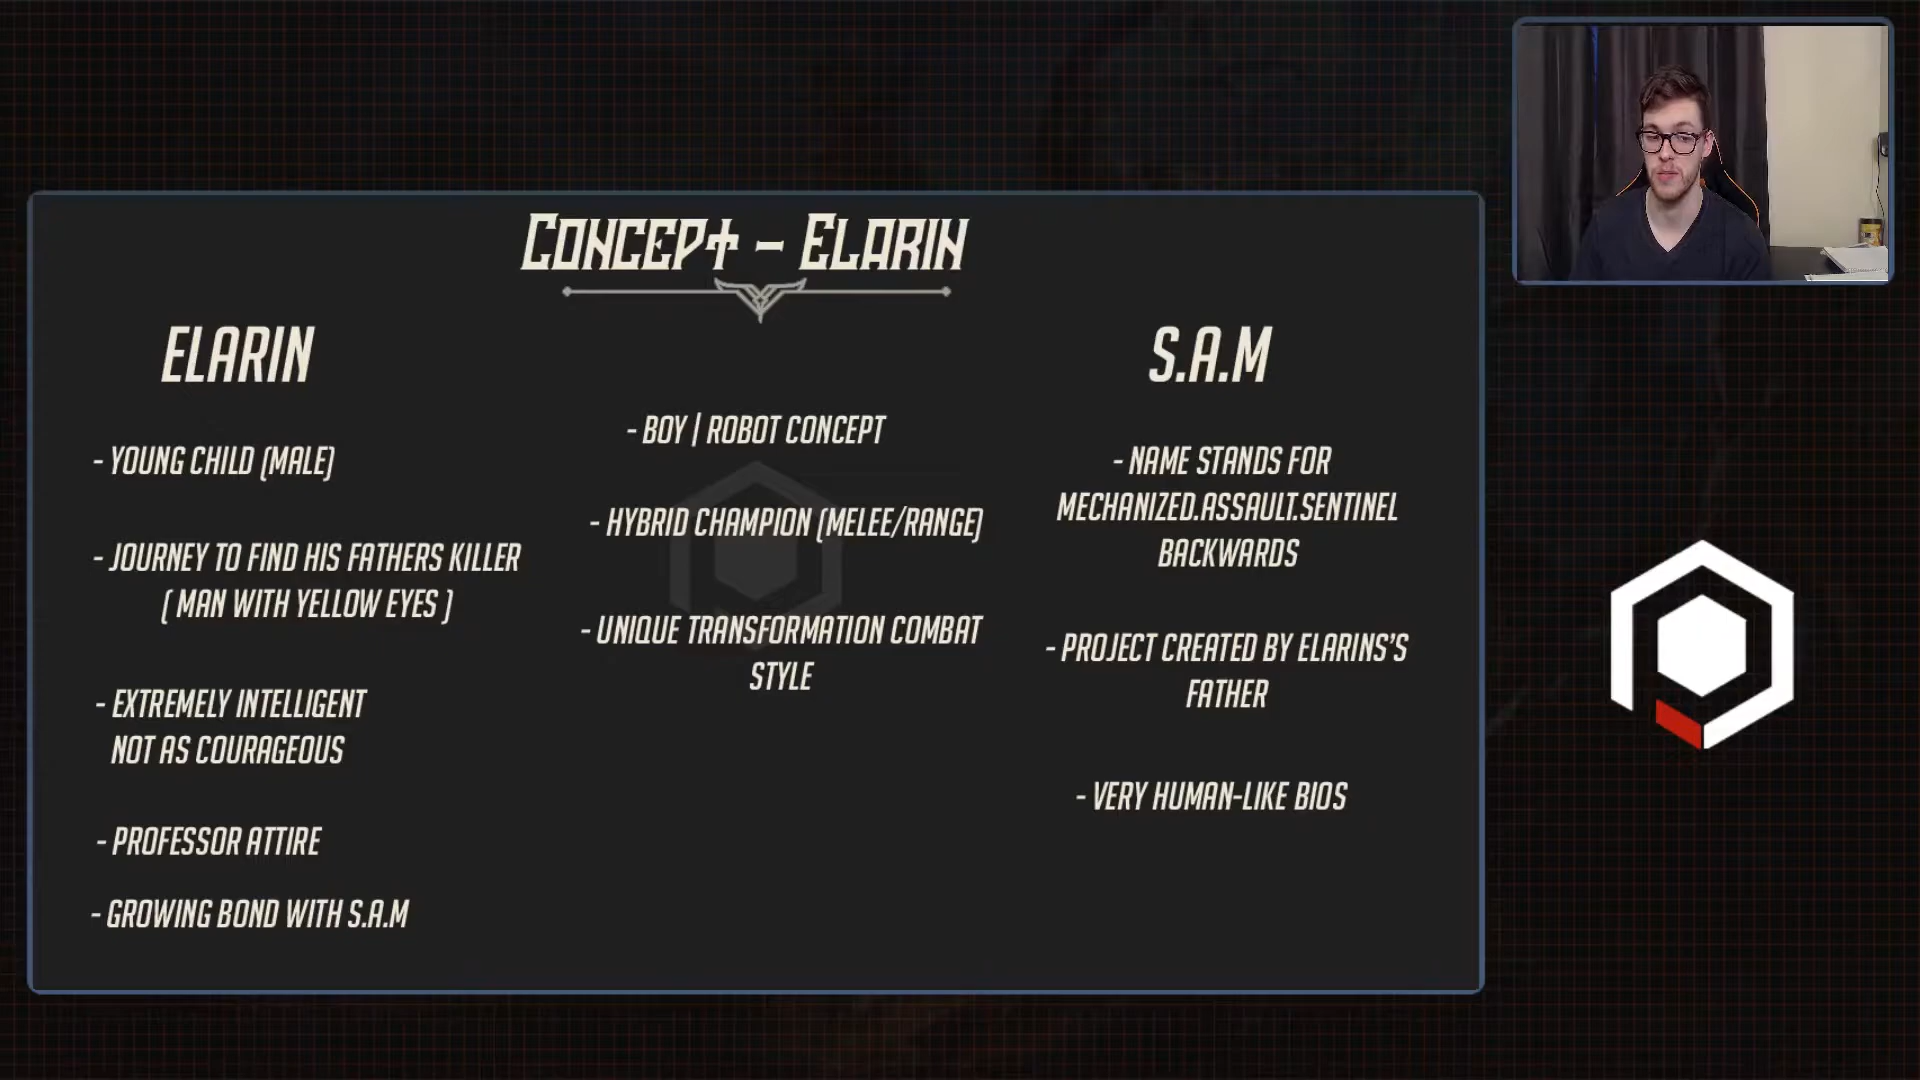 CONCEPT - ELARIN
ELARIN
- YOUNG CHILD (MALE)
- JOURNEY TO FIND HIS FATHERS KILLER
( MAN WITH YELLOW EYES )
- EXTREMELY INTELLIGENT
NOT AS COURAGEOUS
- PROFESSOR ATTIRE
- GROWING BOND WITH S.A.M
- BOY | ROBOT CONCEPT
- HYBRID CHAMPION (MELEE/RANGE)
- UNIQUE TRANSFORMATION COMBAT
STYLE
S.A.M
- NAME STANDS FOR
MECHANIZED.ASSAULT.SENTINEL
BACKWARDS
- PROJECT CREATED BY ELARINS'S
FATHER
- VERY HUMAN-LIKE BIOS